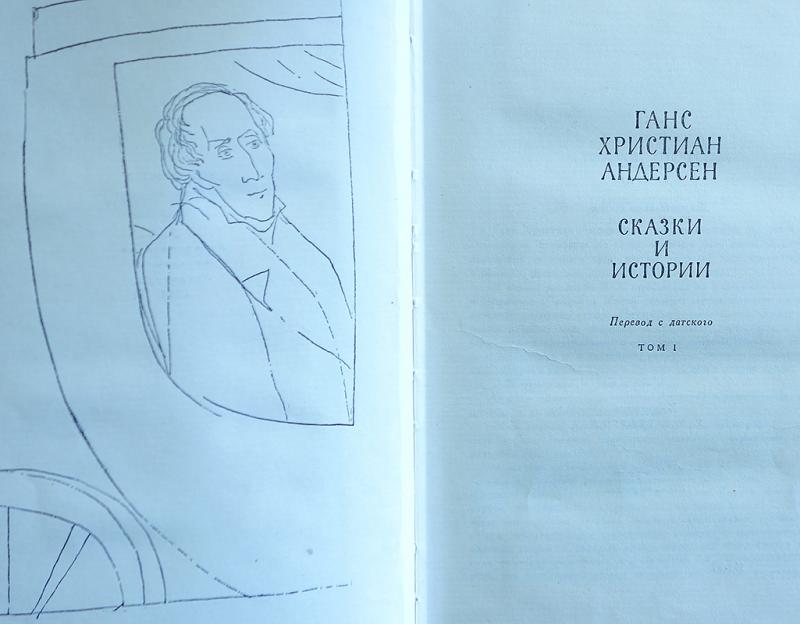 ГАНС
ХРИСТИАН
АНДЕРСЕН
СКАЗКИ
И
ИСТОРИИ
Перевод с датского
ТОМ I